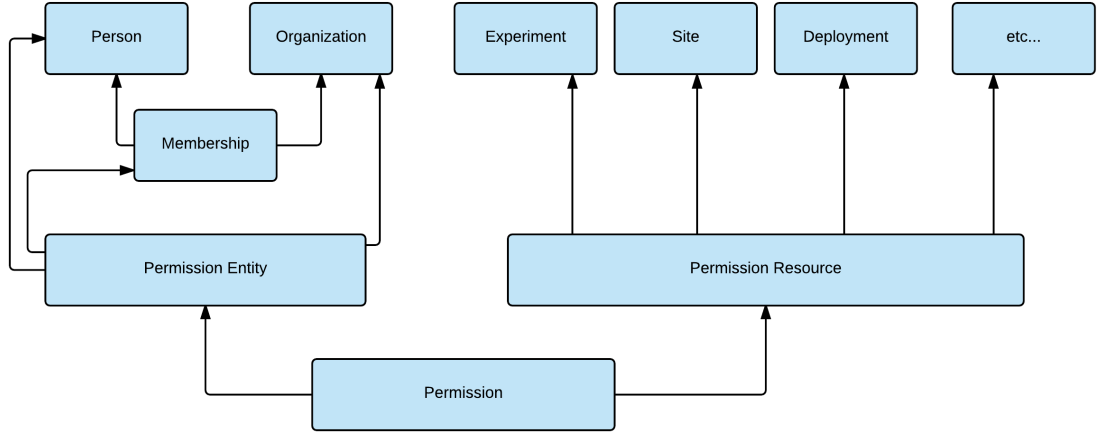 Person
Organization
Experiment
Site
Deployment
etc...
Membership
Permission Entity
Permission Resource
Permission